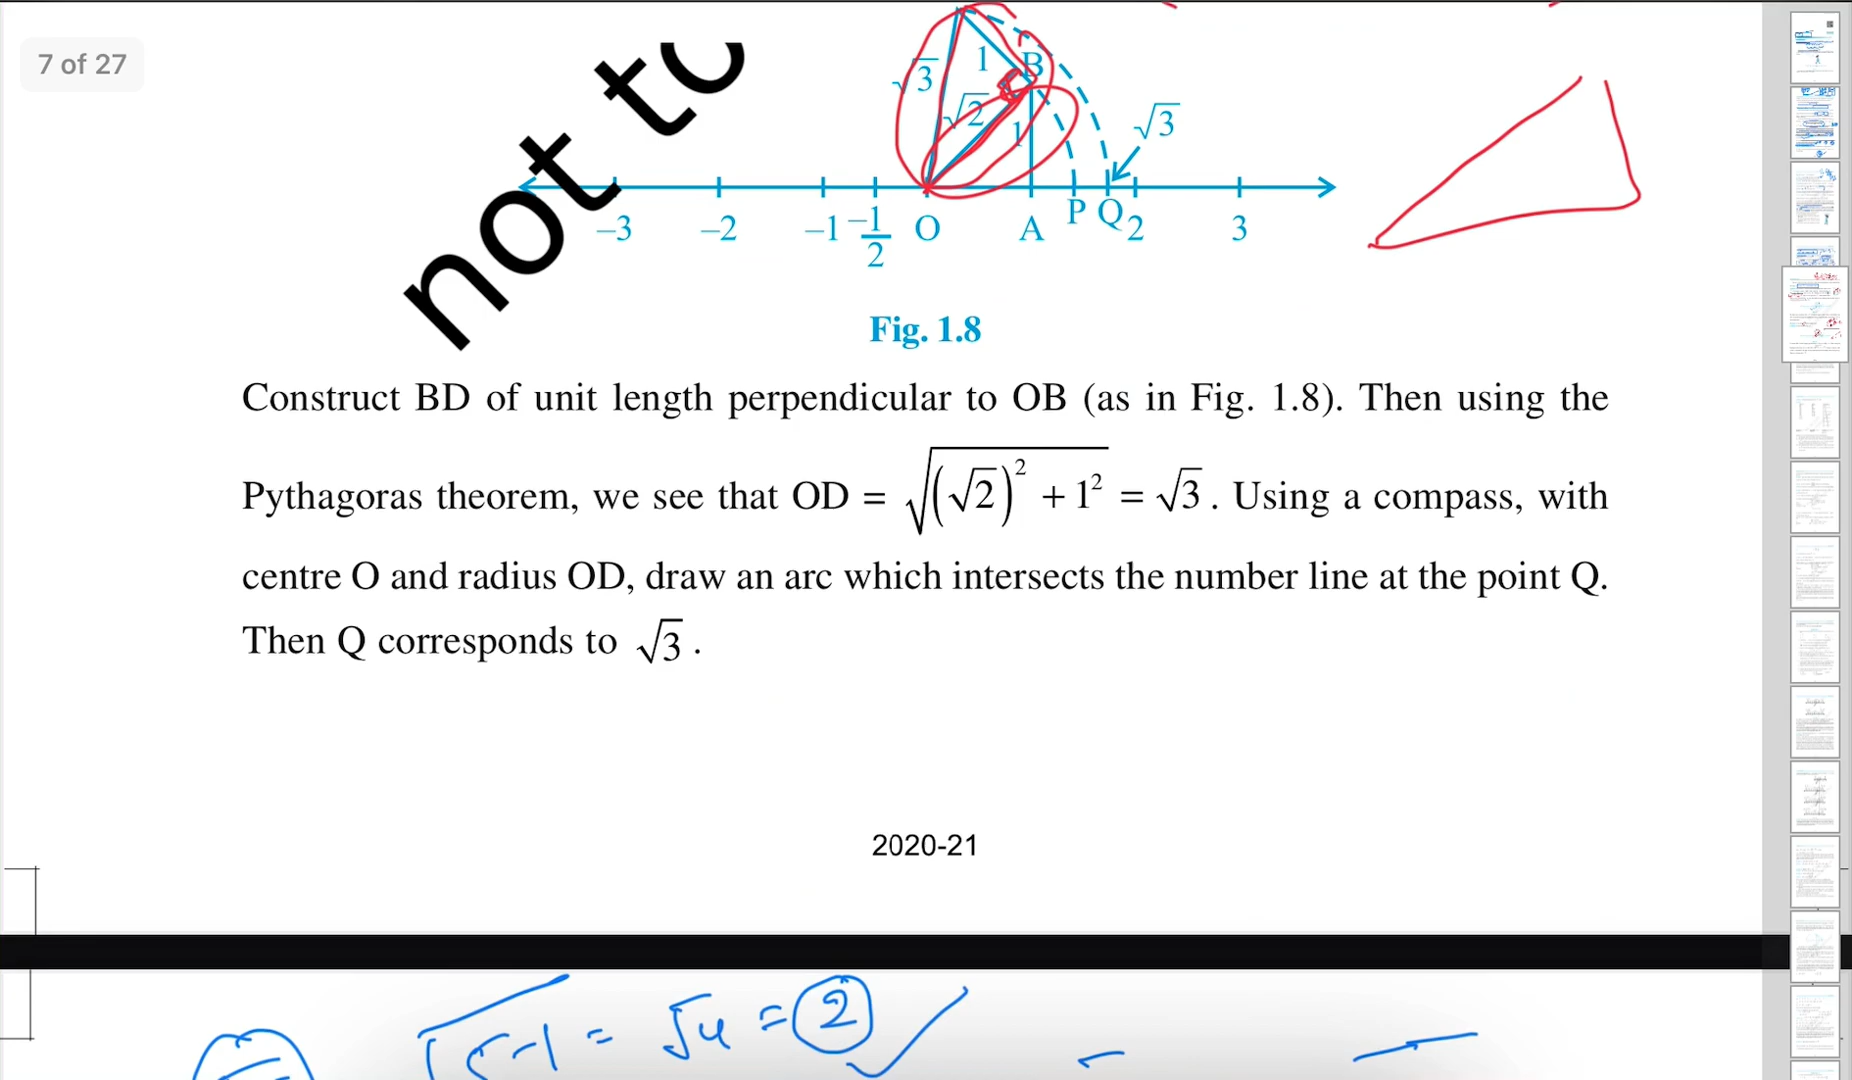 7 of 27
not to
√3 1 B
√2 1 √3
–3 –2 –1 –1/2 O A P Q 2 3
Fig. 1.8
Construct BD of unit length perpendicular to OB (as in Fig. 1.8). Then using the
Pythagoras theorem, we see that OD = √((√2)² + 1²) = √3 . Using a compass, with
centre O and radius OD, draw an arc which intersects the number line at the point Q.
Then Q corresponds to √3 .
2020-21
√5-1 = √4 = 2